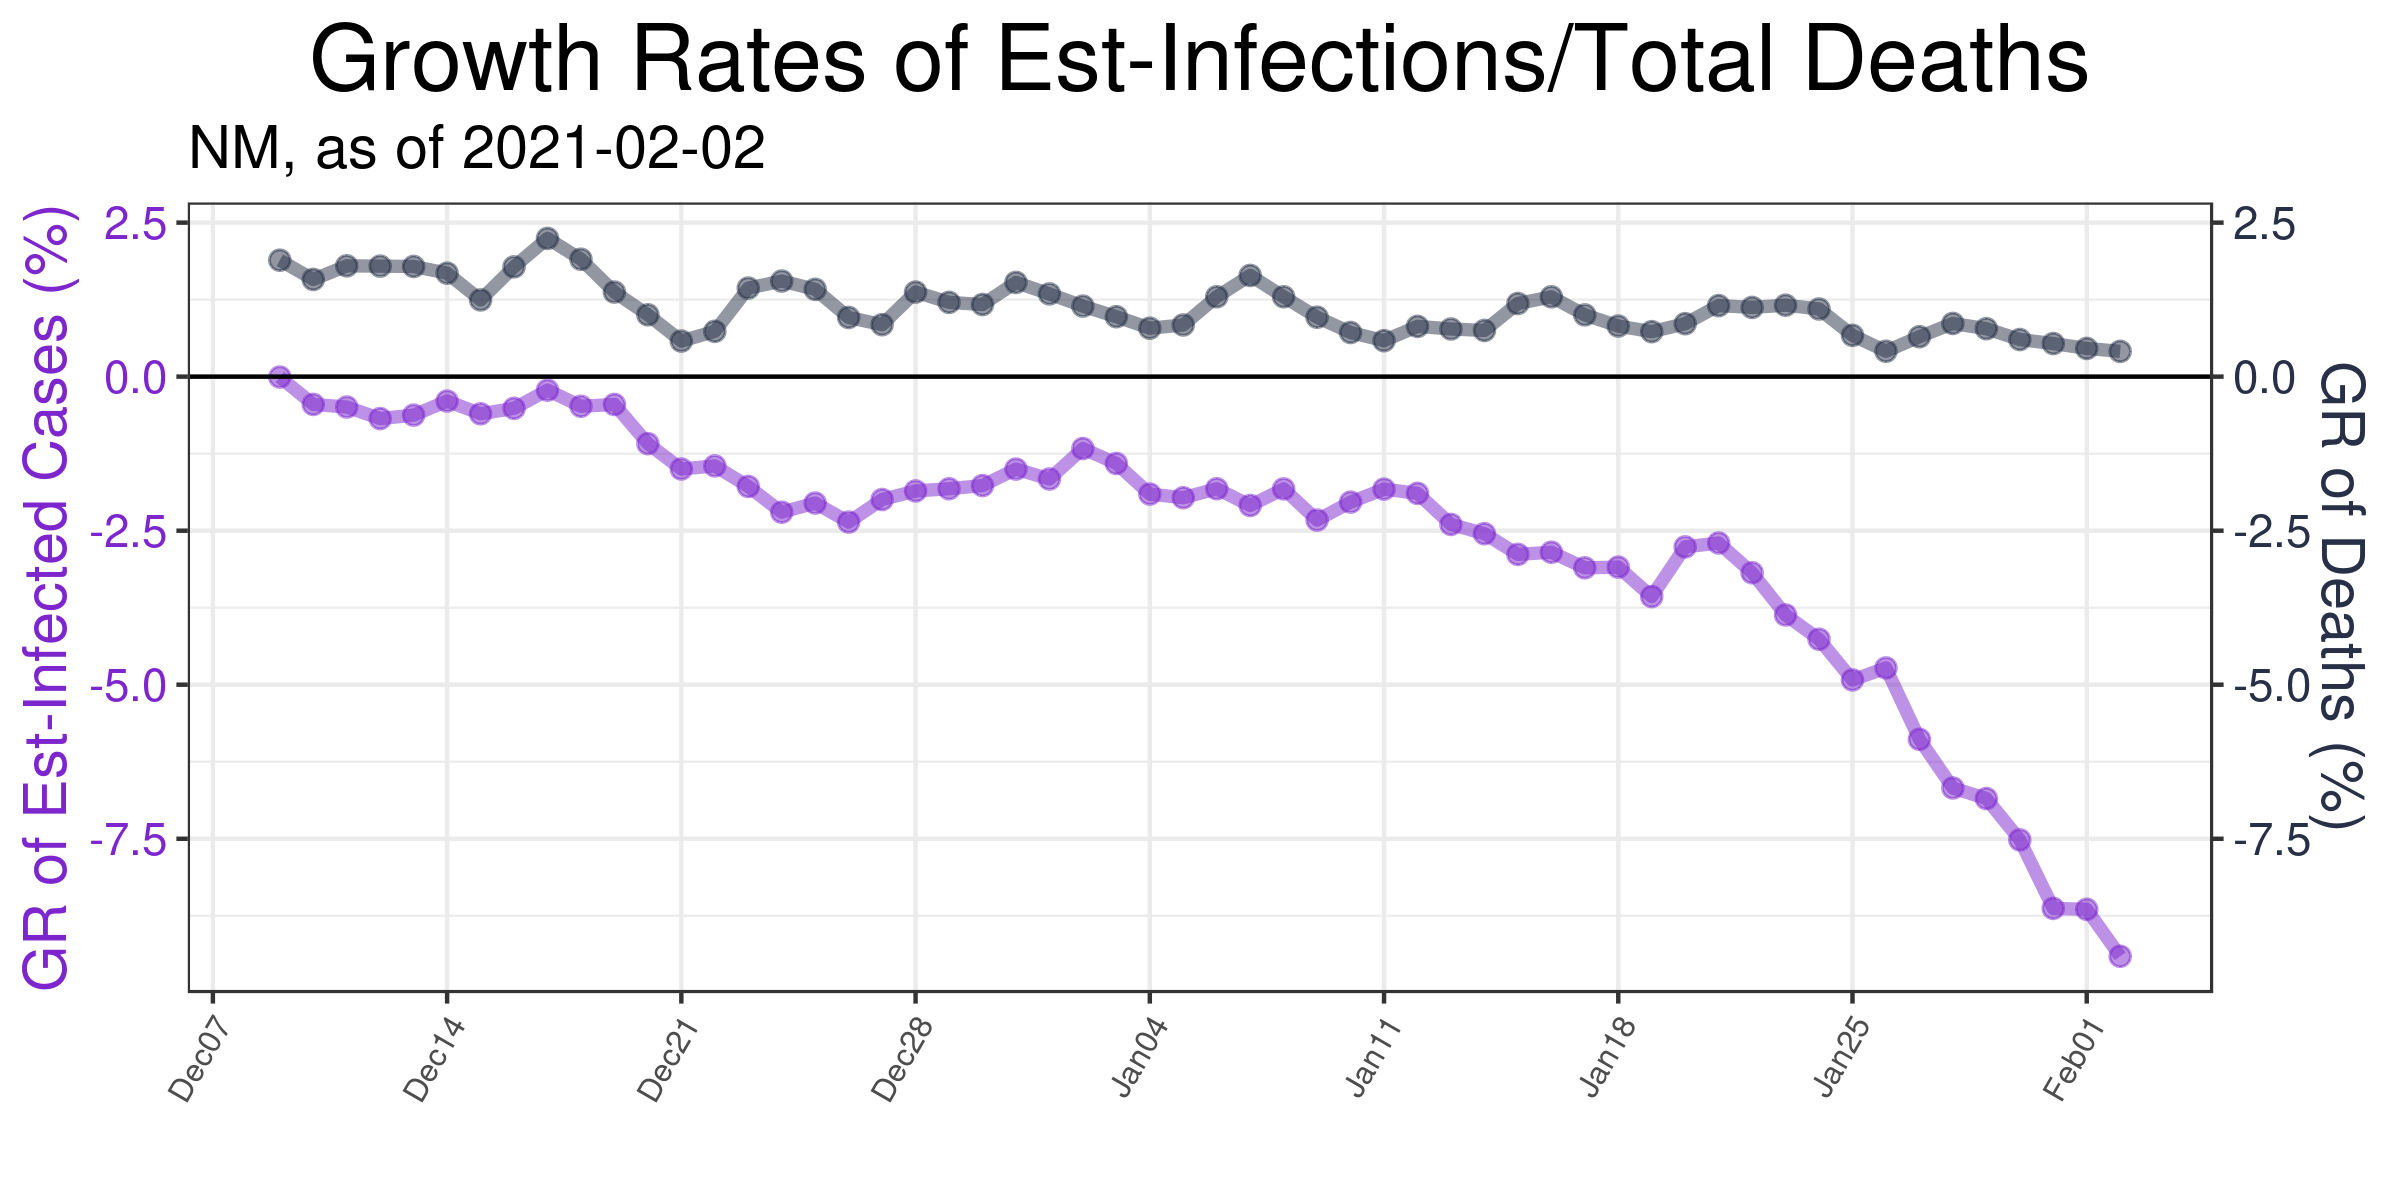 Growth Rates of Est-Infections/Total Deaths
NM, as of 2021-02-02
GR of Est-Infected Cases (%)
2.5
0.0
-2.5
-5.0
-7.5
2.5
0.0
-2.5
-5.0
-7.5
GR of Deaths (%)
Dec07
Dec14
Dec21
Dec28
Jan04
Jan11
Jan18
Jan25
Feb01